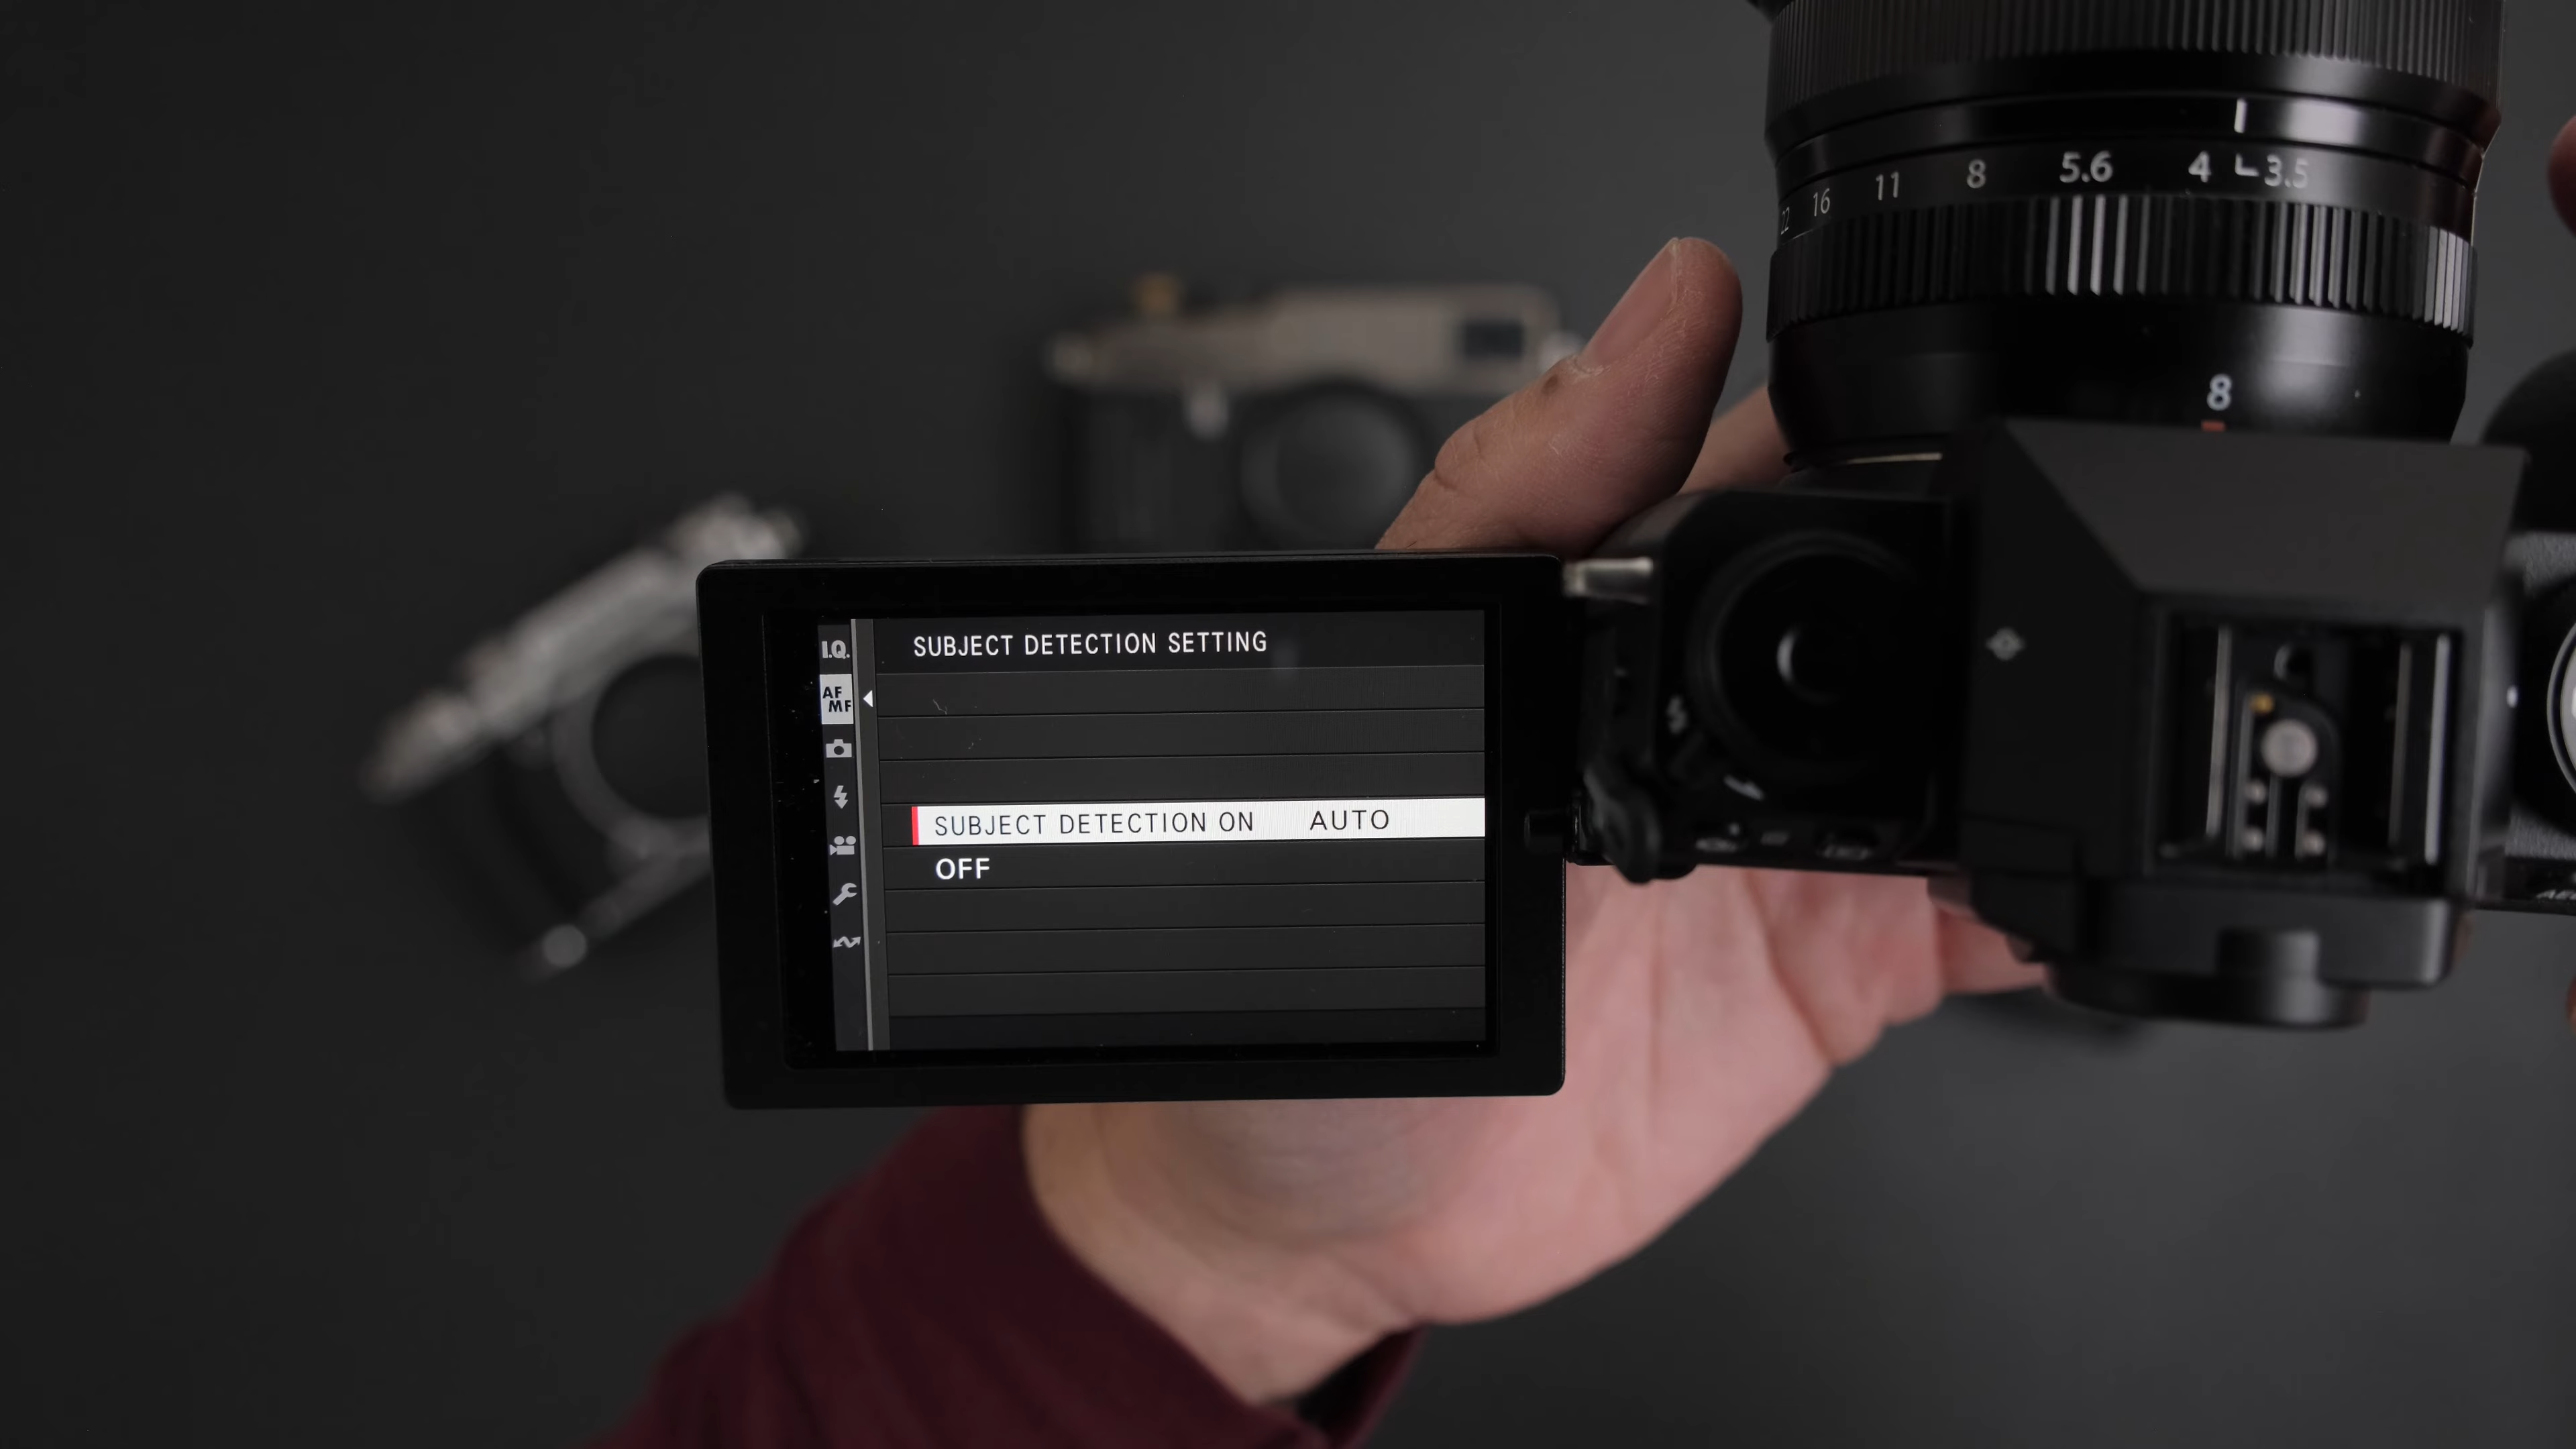 22 16 11 8 5.6 4 3.5
8
SUBJECT DETECTION SETTING
I.Q.
AF
MF
SUBJECT DETECTION ON AUTO
OFF